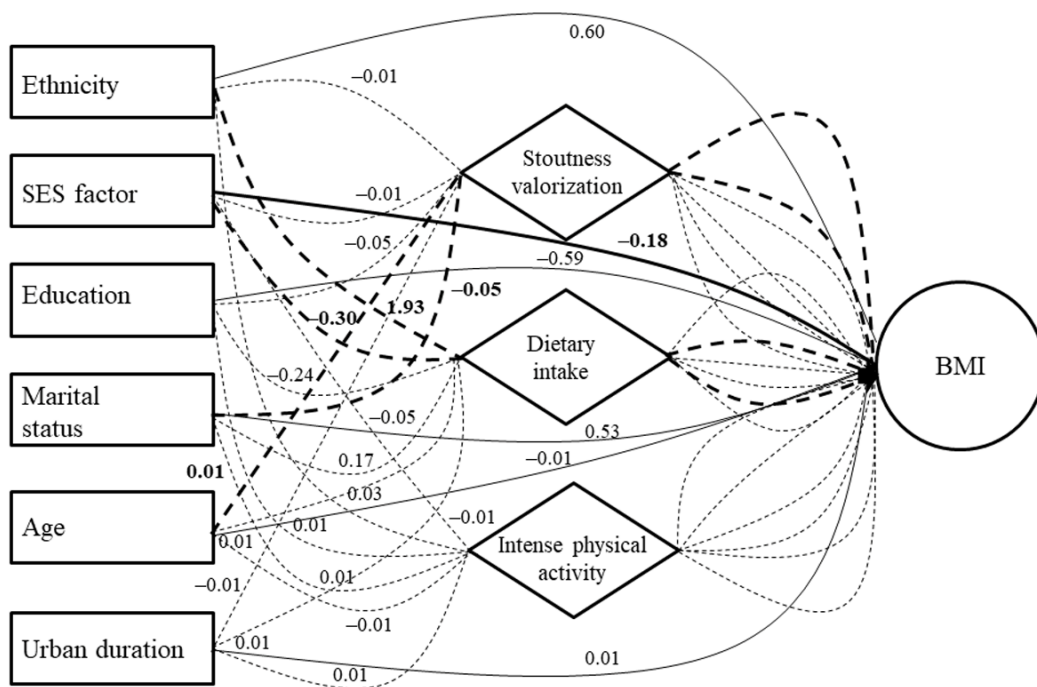 0.60
Ethnicity
–0.01
Stoutness
valorization
SES factor
–0.01
–0.05
–0.18
–0.59
–0.05
Education
–0.30
1.93
Dietary
intake
BMI
–0.24
Marital
status
–0.05
0.53
0.17
–0.01
0.01
0.03
Age
0.01
0.01
–0.01
Intense physical
activity
–0.01
0.01
–0.01
Urban duration
0.01
0.01
0.01